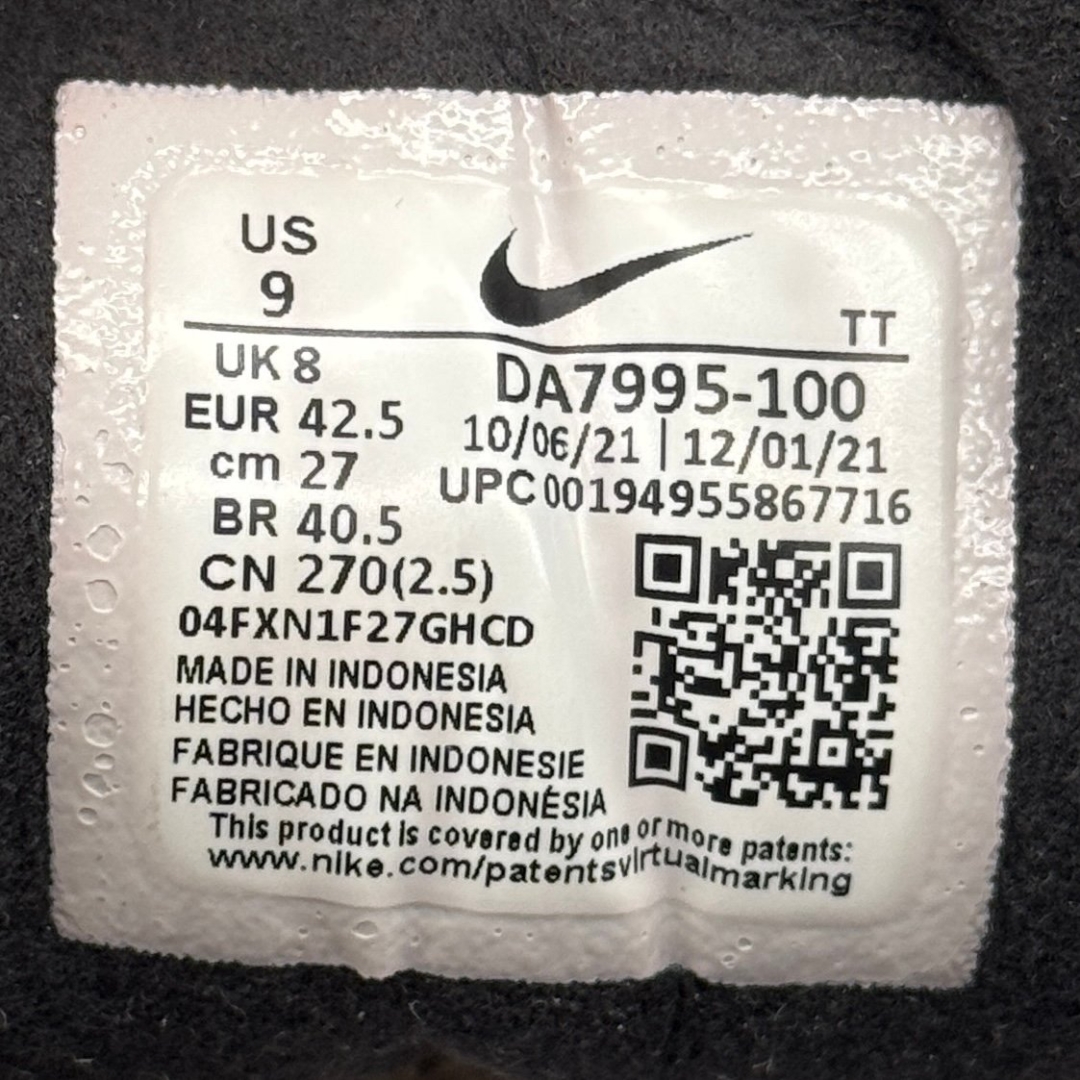 US
9
TT
UK 8
EUR 42.5
cm 27
BR 40.5
CN 270(2.5)
DA7995-100
10/06/21 | 12/01/21
UPC 00194955867716
04FXN1F27GHCD
MADE IN INDONESIA
HECHO EN INDONESIA
FABRIQUE EN INDONESIE
FABRICADO NA INDONÉSIA
This product is covered by one or more patents:
www.nike.com/patentsvirtualmarking